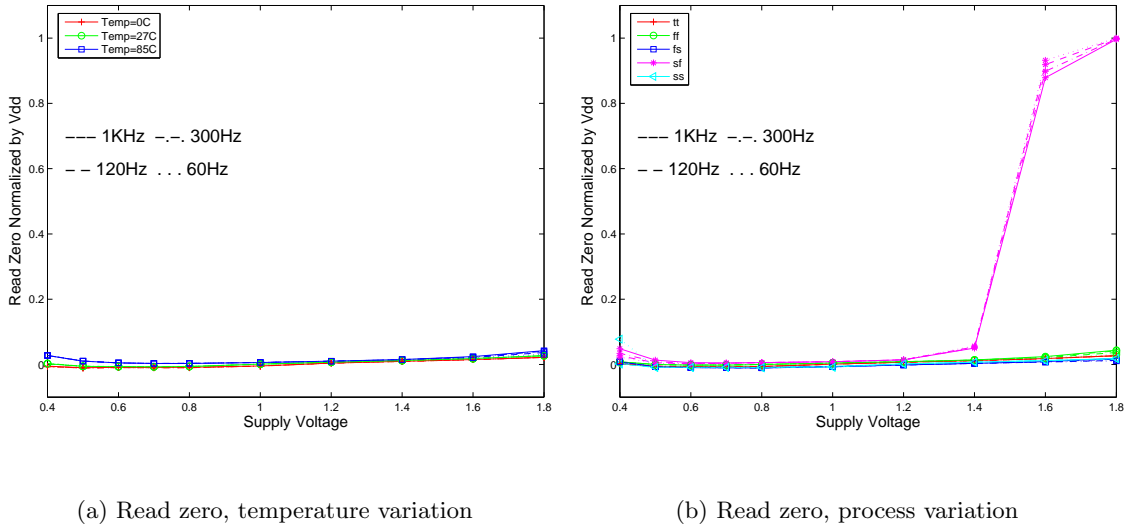 Temp=0C
Temp=27C
Temp=85C
1KHz -.-. 300Hz
120Hz . . . 60Hz
Read Zero Normalized by Vdd
1
0.8
0.6
0.4
0.2
0
0.4 0.6 0.8 1 1.2 1.4 1.6 1.8
Supply Voltage
(a) Read zero, temperature variation
tt
ff
fs
sf
ss
1KHz -.-. 300Hz
120Hz . . . 60Hz
Read Zero Normalized by Vdd
1
0.8
0.6
0.4
0.2
0
0.4 0.6 0.8 1 1.2 1.4 1.6 1.8
Supply Voltage
(b) Read zero, process variation